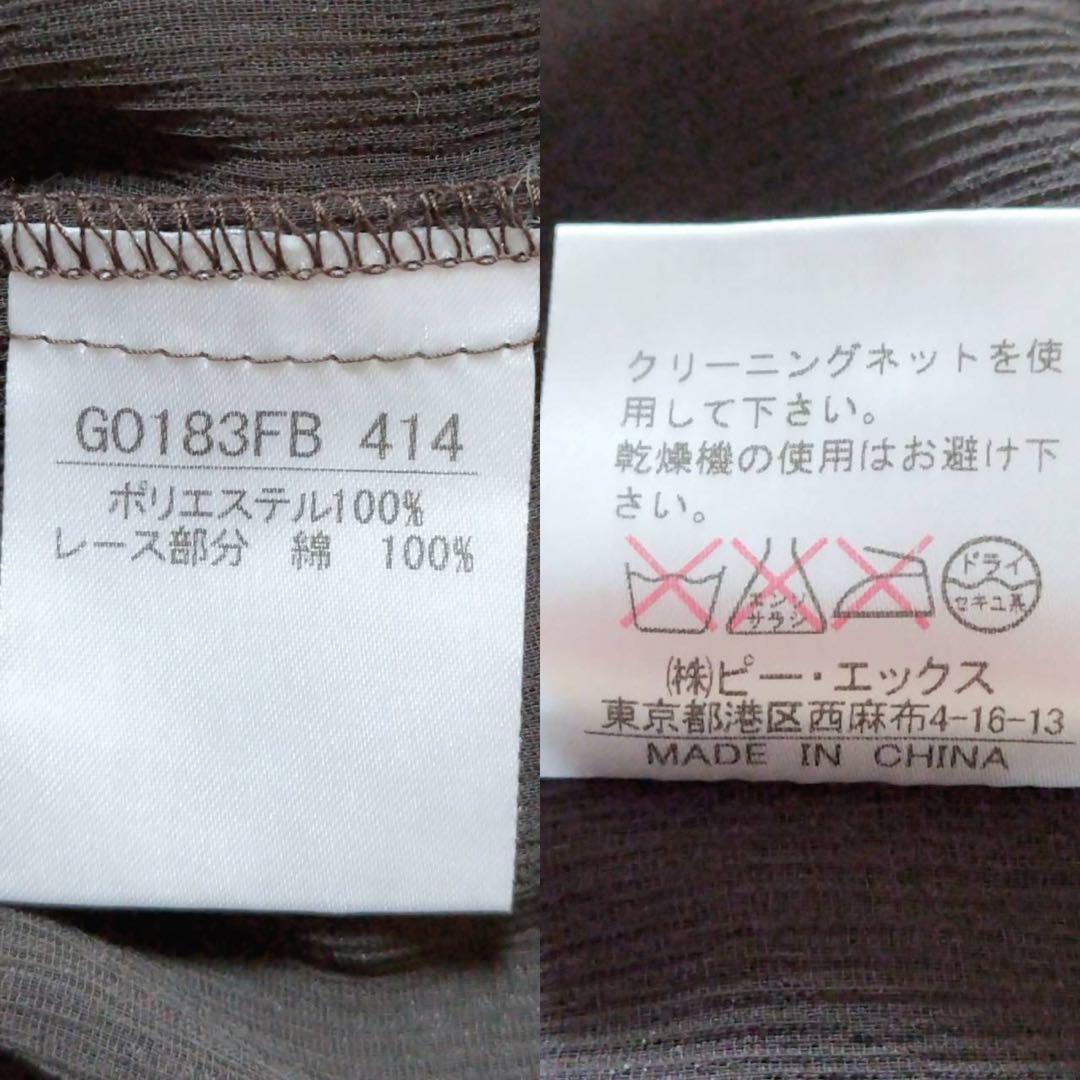 G0183FB 414
ポリエステル100%
レース部分 綿 100%
クリーニングネットを使
用して下さい。
乾燥機の使用はお避け下
さい。
エンソ
サラシ
ドライ
セキユ系
㈱ピー・エックス
東京都港区西麻布4-16-13
MADE IN CHINA